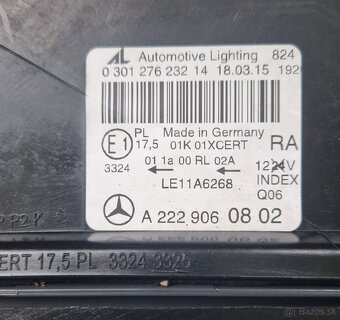 AL Automotive Lighting 824
0 301 276 232 14 18.03.15 192
E1 PL Made in Germany RA
17,5 01K 01XCERT
3324 01 1a 00 RL 02A 12 24V
LE11A6268 INDEX
Q06
A 222 906 08 02
P2 K
ERT 17,5 PL 3324 3325
bazos.sk